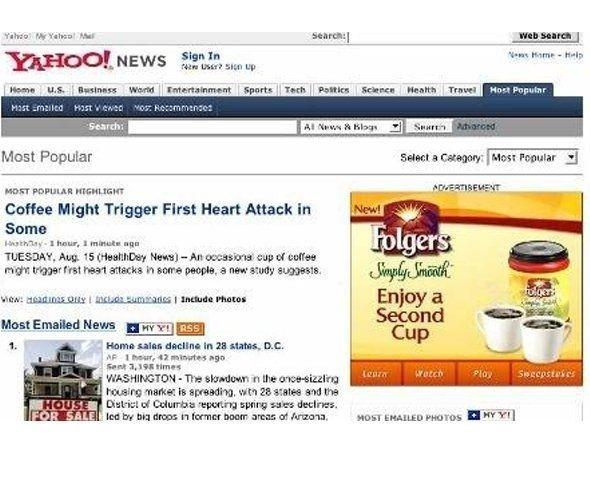 Yahoo! My Yahoo! Mail
Search:
Web Search
YAHOO! NEWS
Sign In
New User? Sign Up
News Home - Help
Home U.S. Business World Entertainment Sports Tech Politics Science Health Travel Most Popular
Most Emailed Most Viewed Most Recommended
Search: All News & Blogs Search Advanced
Most Popular
Select a Category: Most Popular
MOST POPULAR HIGHLIGHT
Coffee Might Trigger First Heart Attack in
Some
HealthDay - 1 hour, 1 minute ago
TUESDAY, Aug. 15 (HealthDay News) -- An occasional cup of coffee
might trigger first heart attacks in some people, a new study suggests.
View: Headlines Only | Include Summaries | Include Photos
Most Emailed News + MY Y! RSS
1. Home sales decline in 28 states, D.C.
AP 1 hour, 42 minutes ago
Sent 3,198 times
WASHINGTON - The slowdown in the once-sizzling
housing market is spreading, with 28 states and the
District of Columbia reporting spring sales declines,
led by big drops in former boom areas of Arizona,
HOUSE
FOR SALE
ADVERTISEMENT
New!
Folgers
Simply Smooth
Enjoy a
Second
Cup
Folgers
Learn Watch Play Sweepstakes
MOST EMAILED PHOTOS + MY Y!